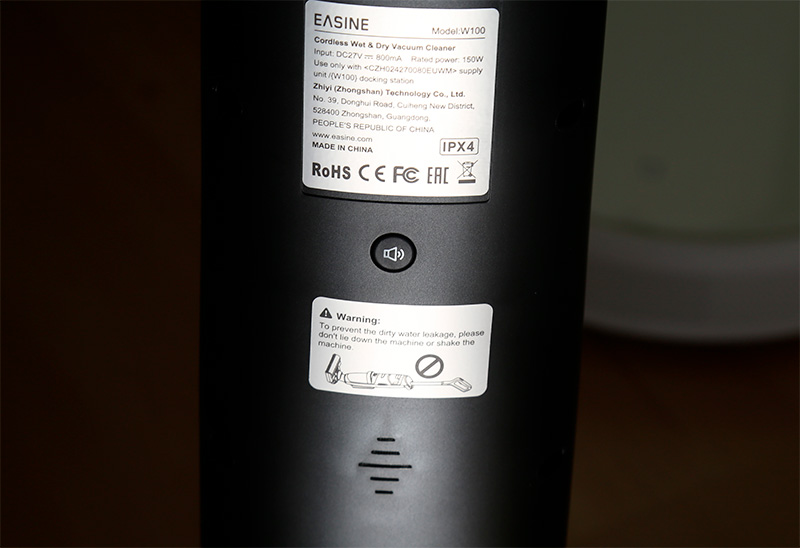 EASINE
Model:W100
Cordless Wet & Dry Vacuum Cleaner
Input: DC27V⎓800mA Rated power: 150W
Use only with <CZH024270080EUWM> supply
unit /(W100) docking station
Zhiyi (Zhongshan) Technology Co., Ltd.
No. 39, Donghui Road, Cuiheng New District,
528400 Zhongshan, Guangdong,
PEOPLE'S REPUBLIC OF CHINA
www.easine.com
MADE IN CHINA
IPX4
RoHS CE FC EAC
Warning:
To prevent the dirty water leakage, please
don't lie down the machine or shake the
machine.